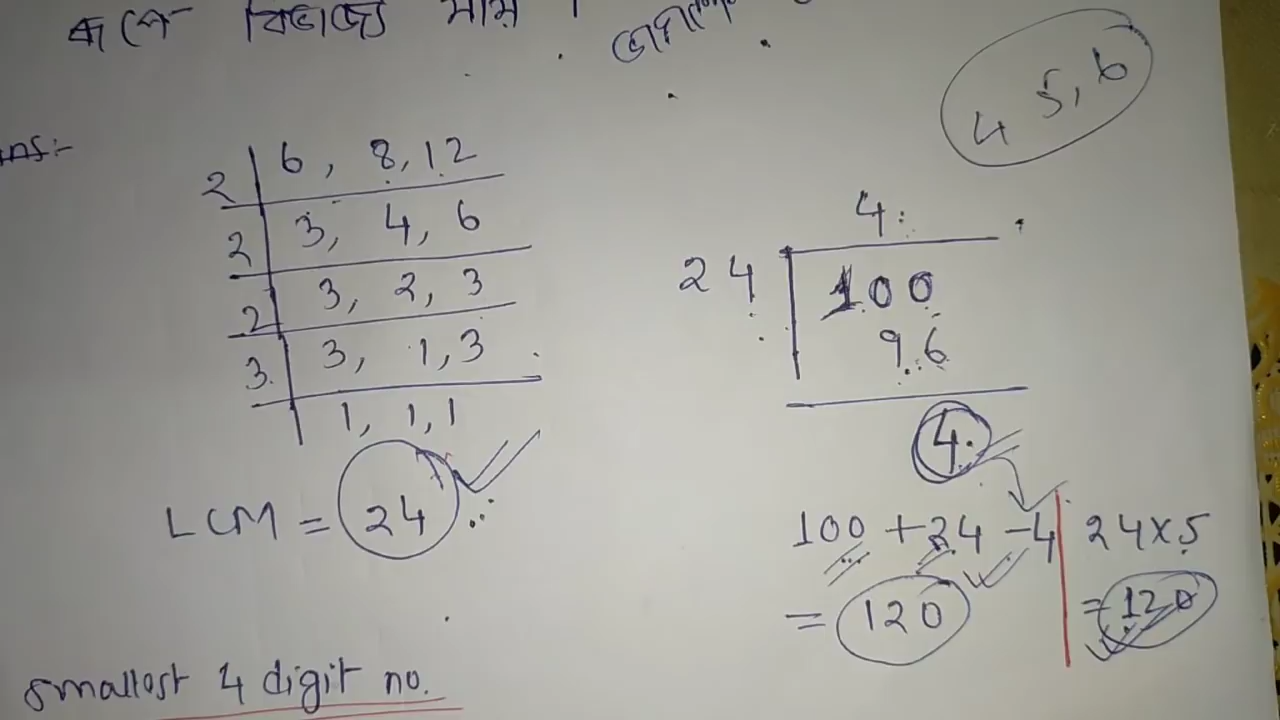 বিভাজ্য
4 5, 6
Ans:-
2 | 6, 8, 12
2 | 3, 4, 6
2 | 3, 2, 3
3 | 3, 1, 3
1, 1, 1
LCM = 24
4
24 | 100
96
4
100 + 24 - 4 | 24 x 5
= 120 = 120
smallest 4 digit no.